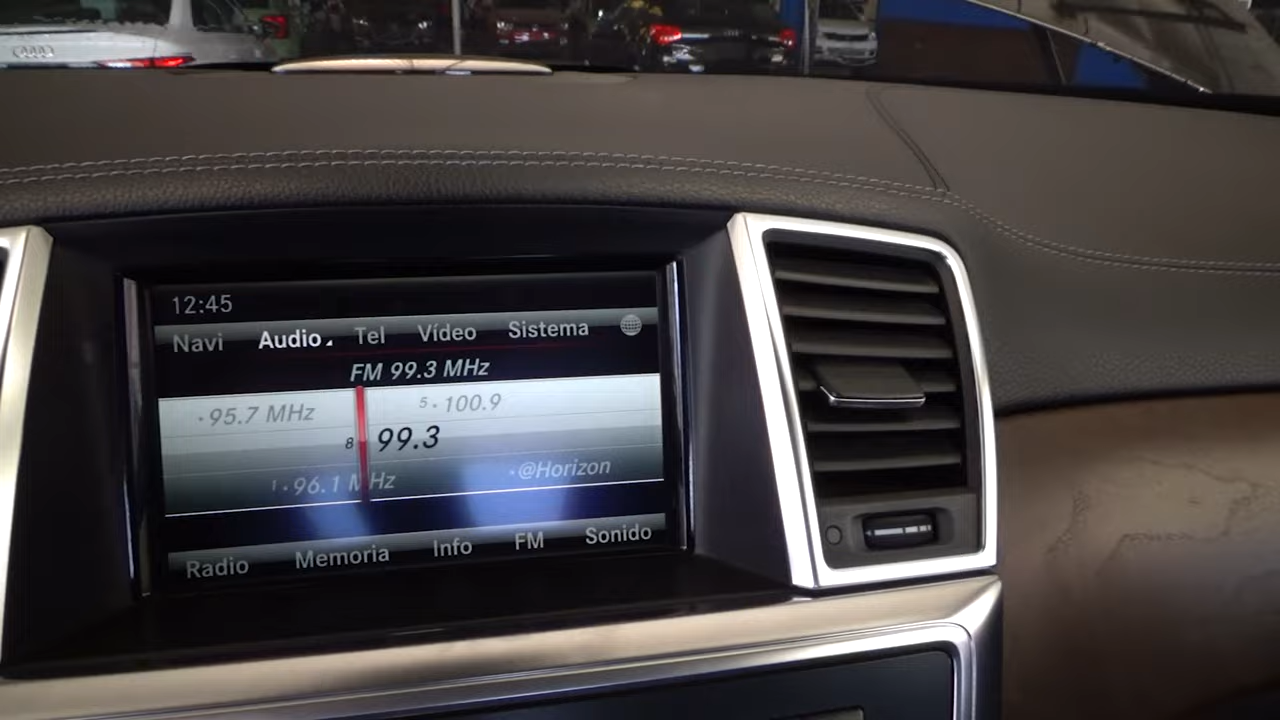 12:45
Navi Audio Tel Vídeo Sistema
FM 99.3 MHz
95.7 MHz 5 100.9
8 99.3
1 96.1 MHz @Horizon
Radio Memoria Info FM Sonido